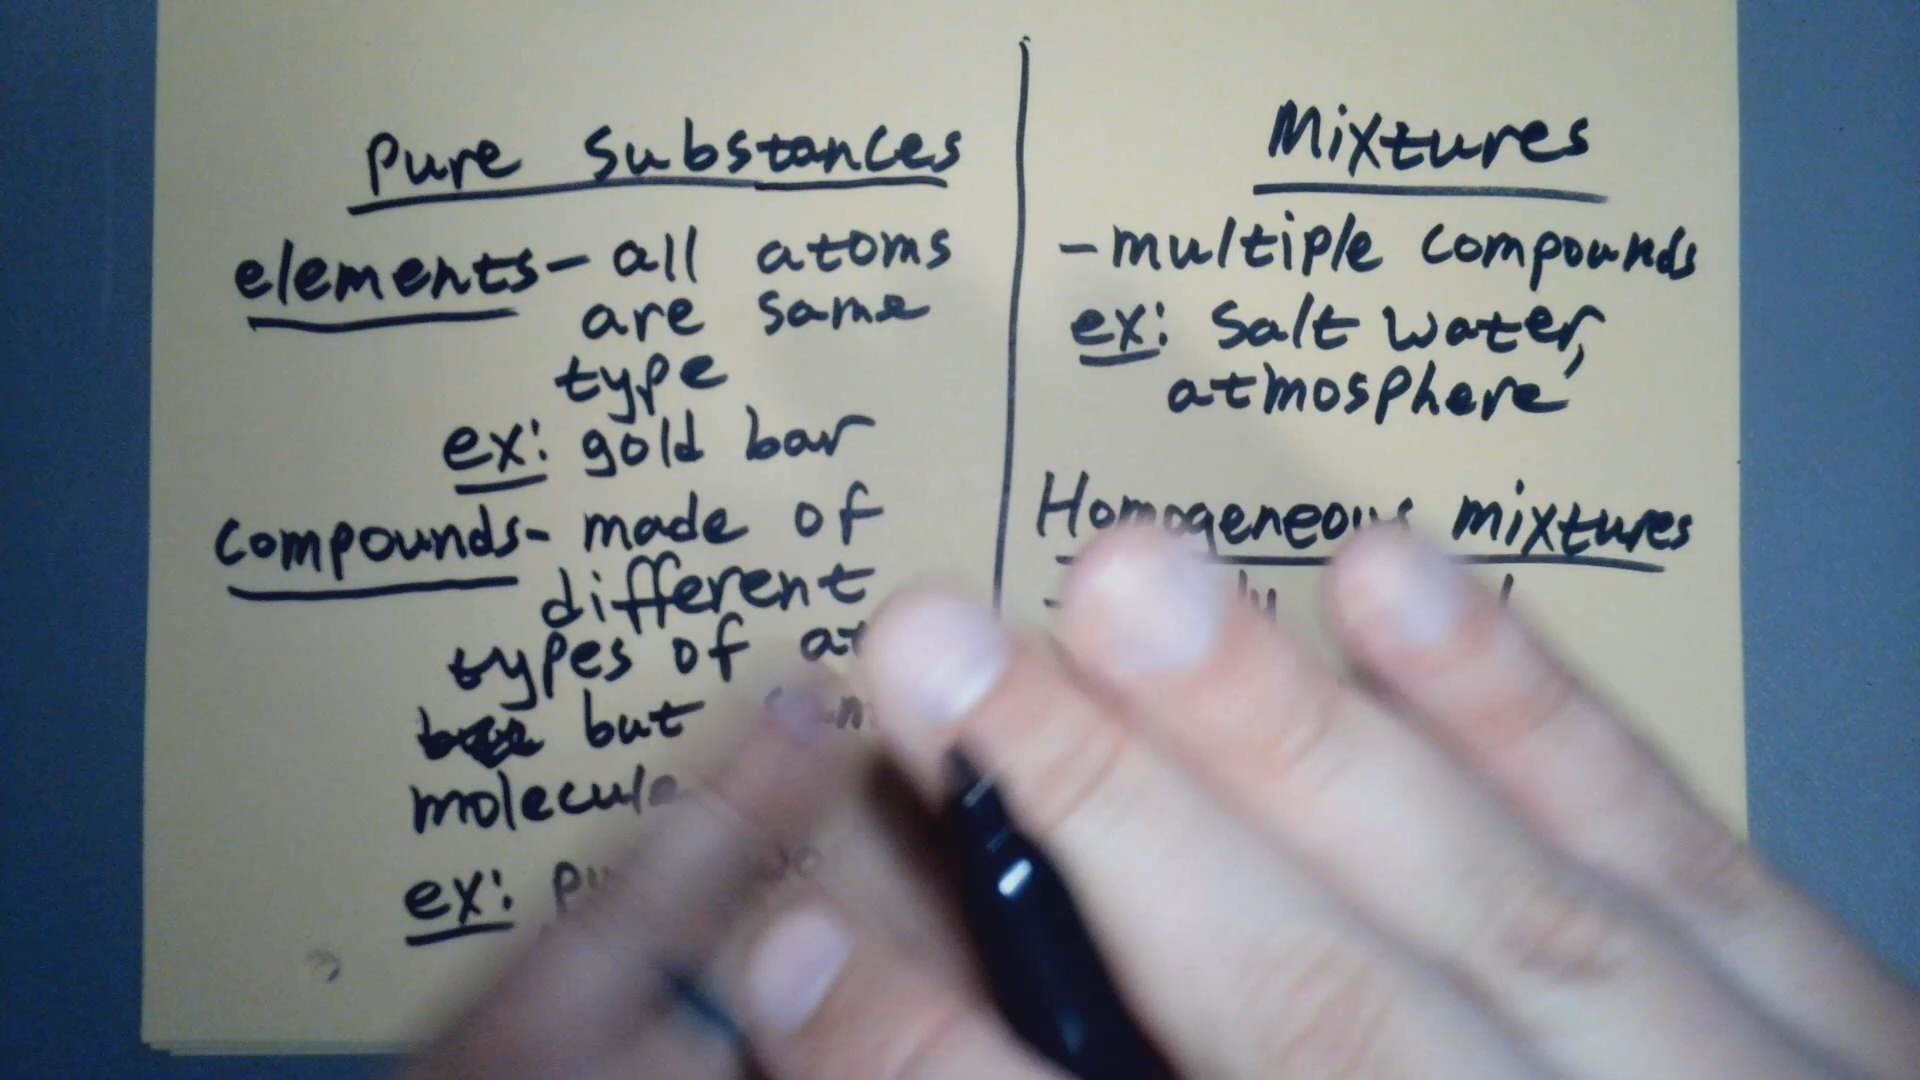 Pure Substances
elements - all atoms
are same
type
ex: gold bar
compounds - made of
different
types of
but
ex:
Mixtures
- multiple compounds
ex: Salt water,
atmosphere
Homogeneous mixtures